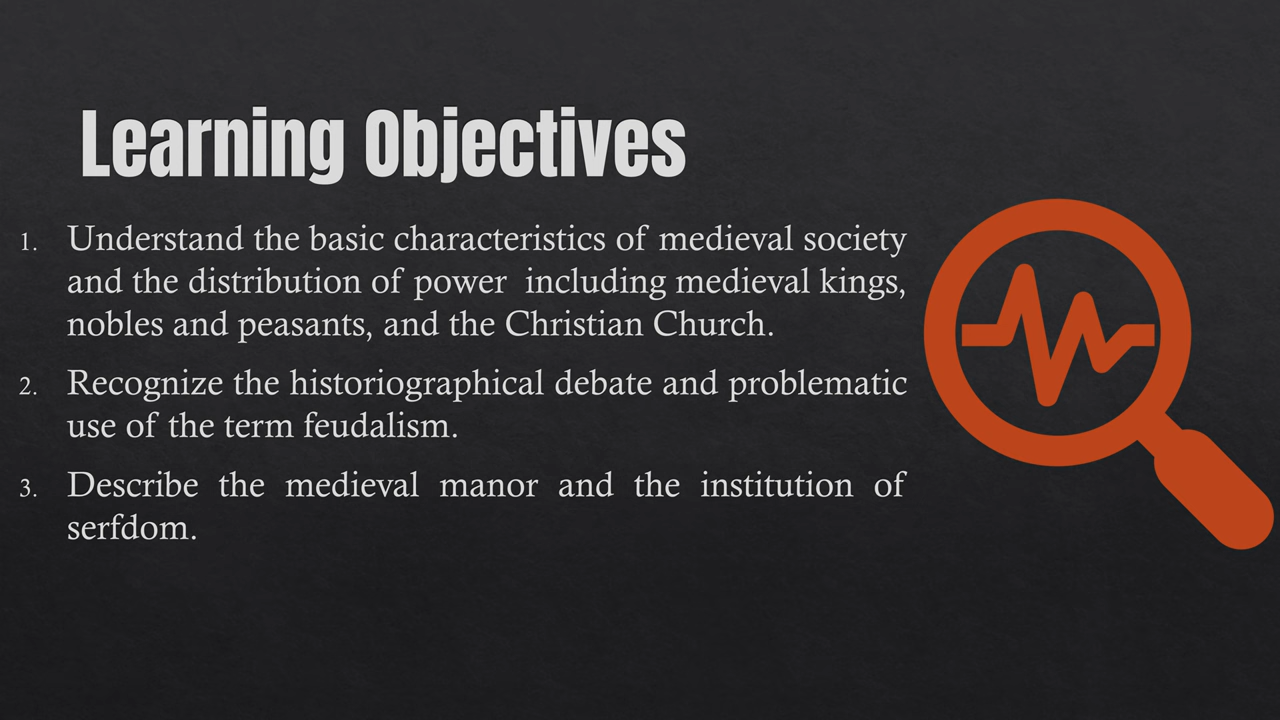 Learning Objectives
1. Understand the basic characteristics of medieval society
and the distribution of power  including medieval kings,
nobles and peasants, and the Christian Church.
2. Recognize the historiographical debate and problematic
use of the term feudalism.
3. Describe the medieval manor and the institution of
serfdom.